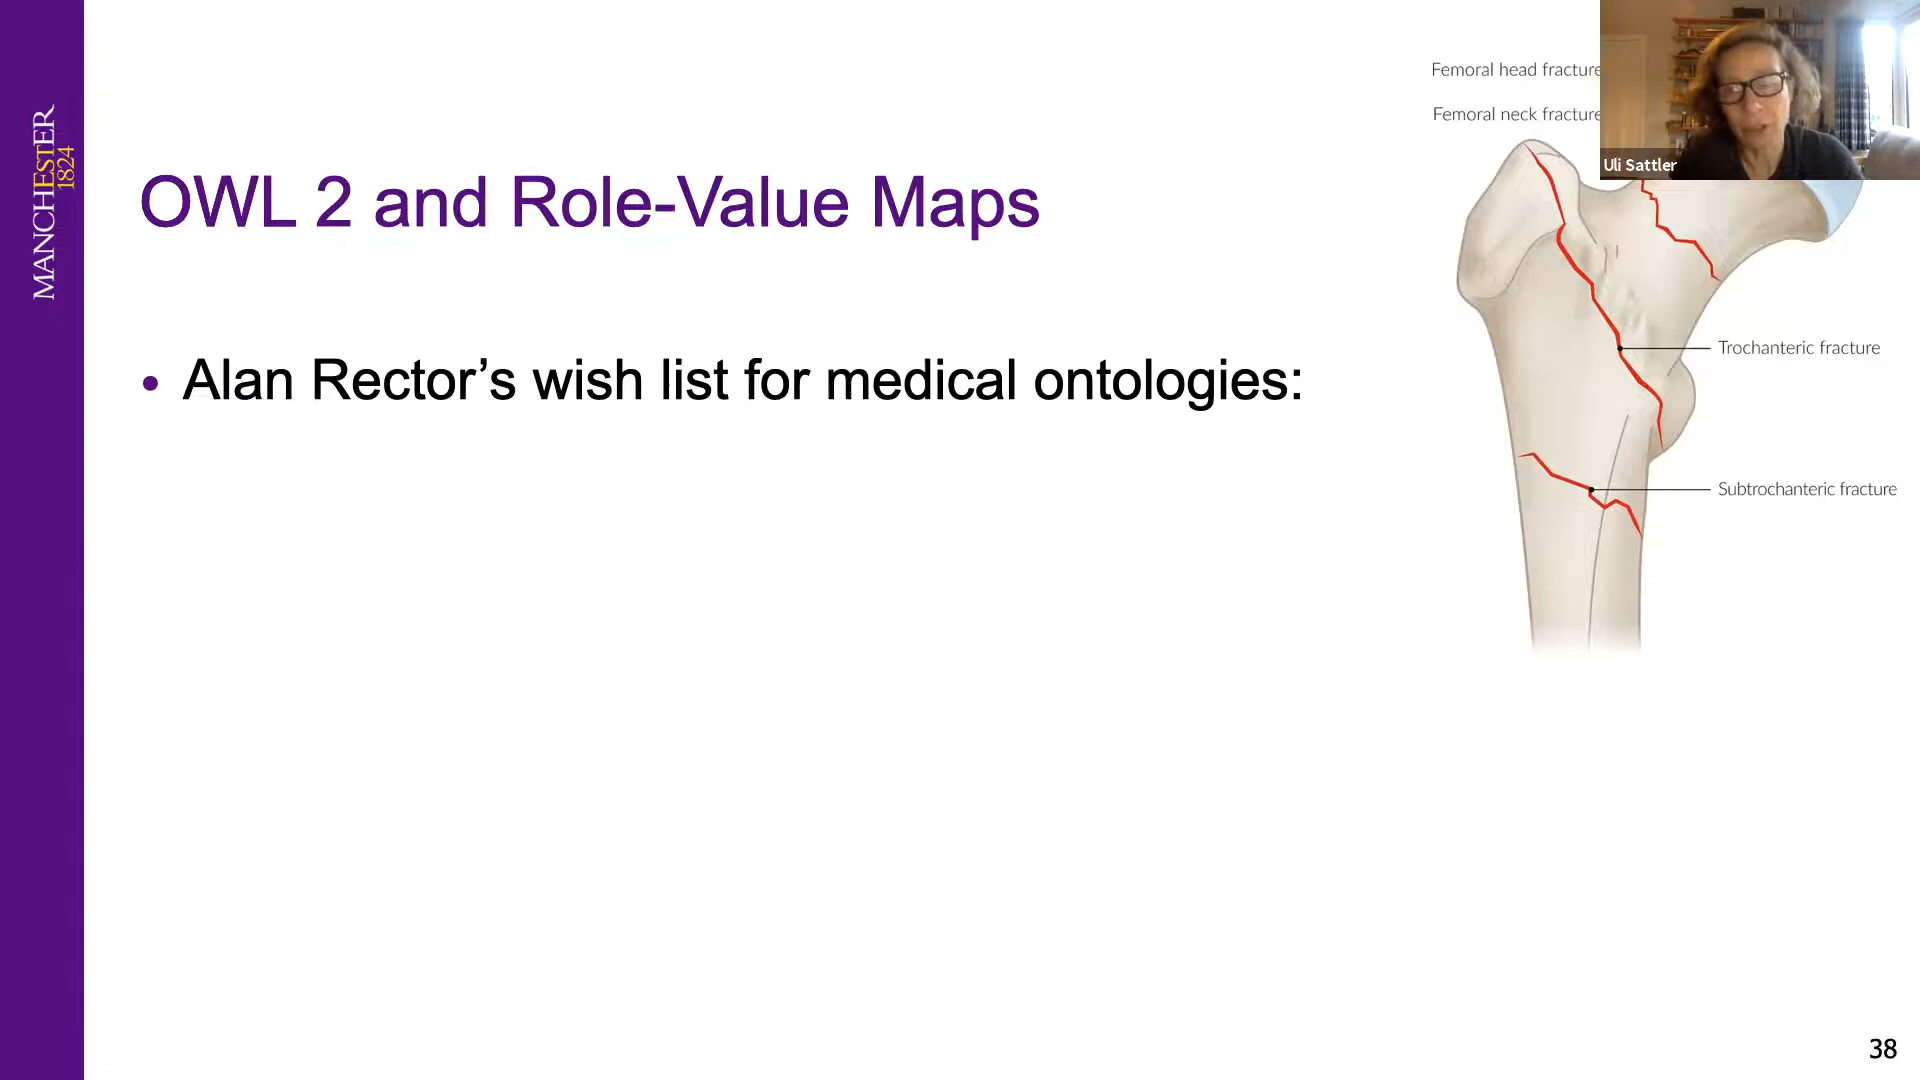 MANCHESTER
1824
Femoral head fracture
Femoral neck fracture
Uli Sattler
OWL 2 and Role-Value Maps
Trochanteric fracture
• Alan Rector’s wish list for medical ontologies:
Subtrochanteric fracture
38